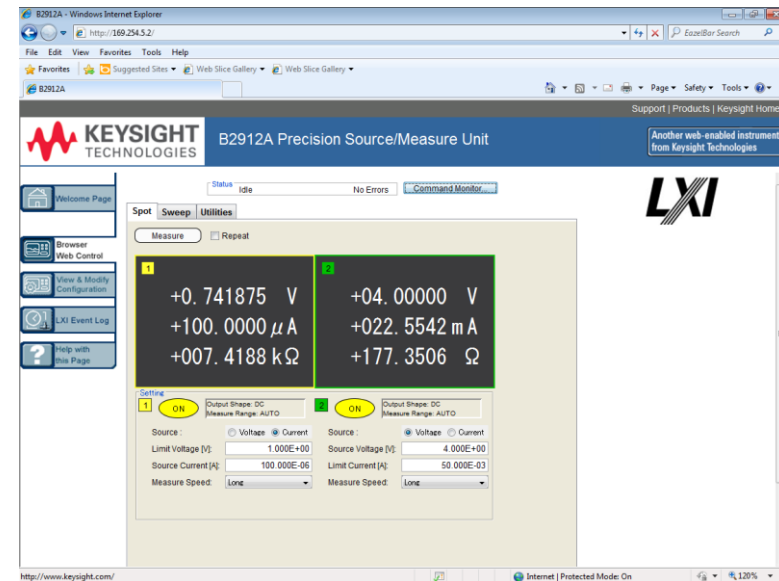 B2912A - Windows Internet Explorer
http://169.254.5.2/
EazelBar Search
File Edit View Favorites Tools Help
Favorites Suggested Sites Web Slice Gallery Web Slice Gallery
B2912A Page Safety Tools
Support | Products | Keysight Home
KEYSIGHT
TECHNOLOGIES
B2912A Precision Source/Measure Unit
Another web-enabled instrument
from Keysight Technologies
Welcome Page
Browser
Web Control
View & Modify
Configuration
LXI Event Log
Help with
this Page
Status Idle No Errors Command Monitor...
LXI
Spot Sweep Utilities
Measure Repeat
1
+0. 741875 V
+100. 0000 μA
+007. 4188 kΩ
2
+04. 00000 V
+022. 5542 mA
+177. 3506 Ω
Setting
1 ON Output Shape: DC
Measure Range: AUTO
Source : Voltage Current
Limit Voltage [V]: 1.000E+00
Source Current [A]: 100.000E-06
Measure Speed: Long
2 ON Output Shape: DC
Measure Range: AUTO
Source : Voltage Current
Source Voltage [V]: 4.000E+00
Limit Current [A]: 50.000E-03
Measure Speed: Long
http://www.keysight.com/ Internet | Protected Mode: On 120%